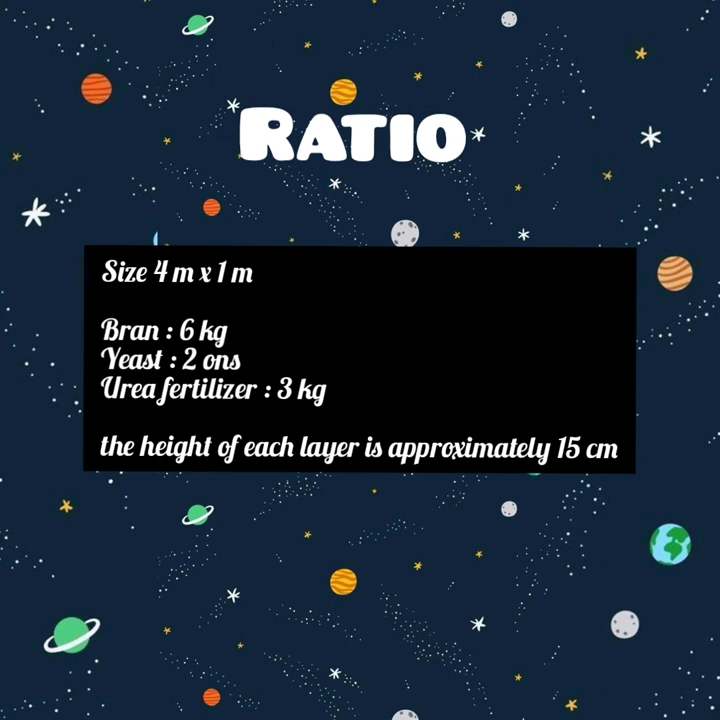 RATIO
Size 4 m x 1 m
Bran : 6 kg
Yeast : 2 ons
Urea fertilizer : 3 kg
the height of each layer is approximately 15 cm